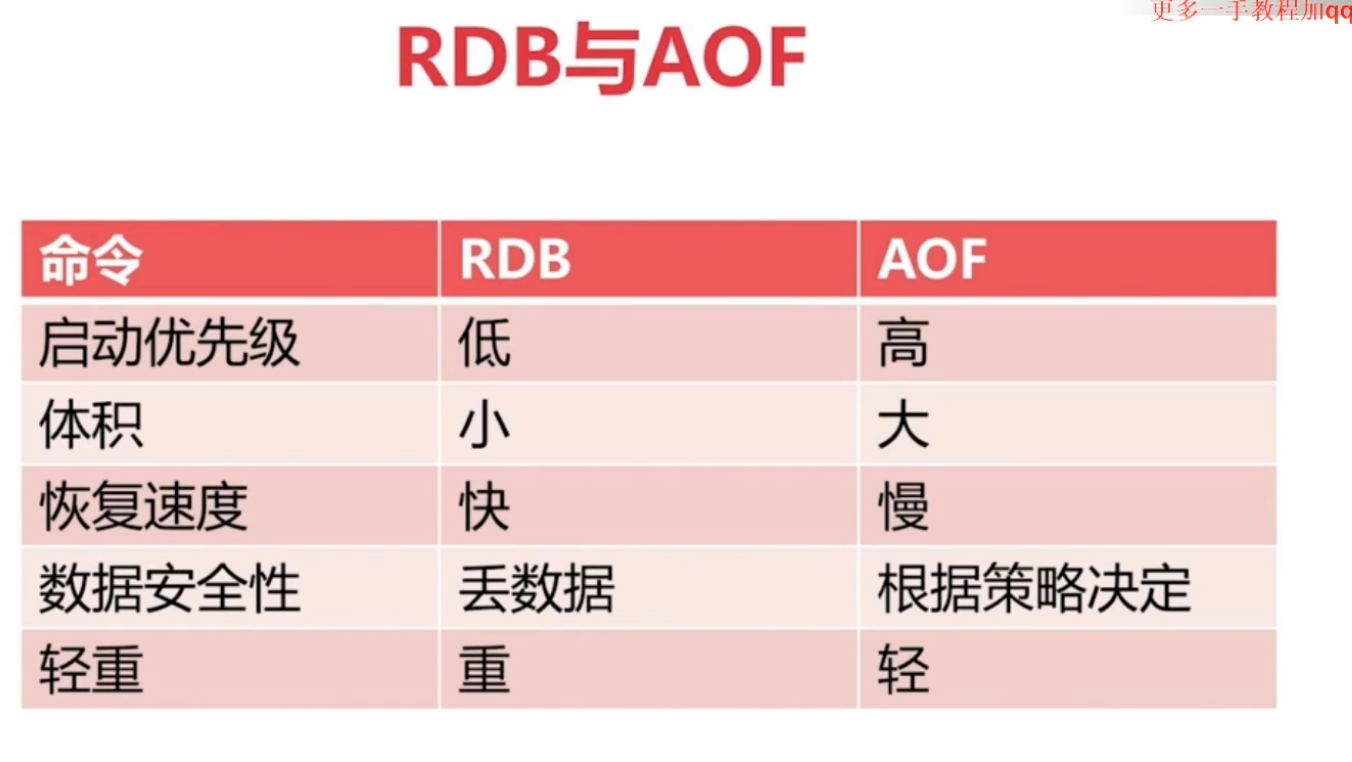 更多一手教程加qq
RDB与AOF
命令 RDB AOF
启动优先级 低 高
体积 小 大
恢复速度 快 慢
数据安全性 丢数据 根据策略决定
轻重 重 轻